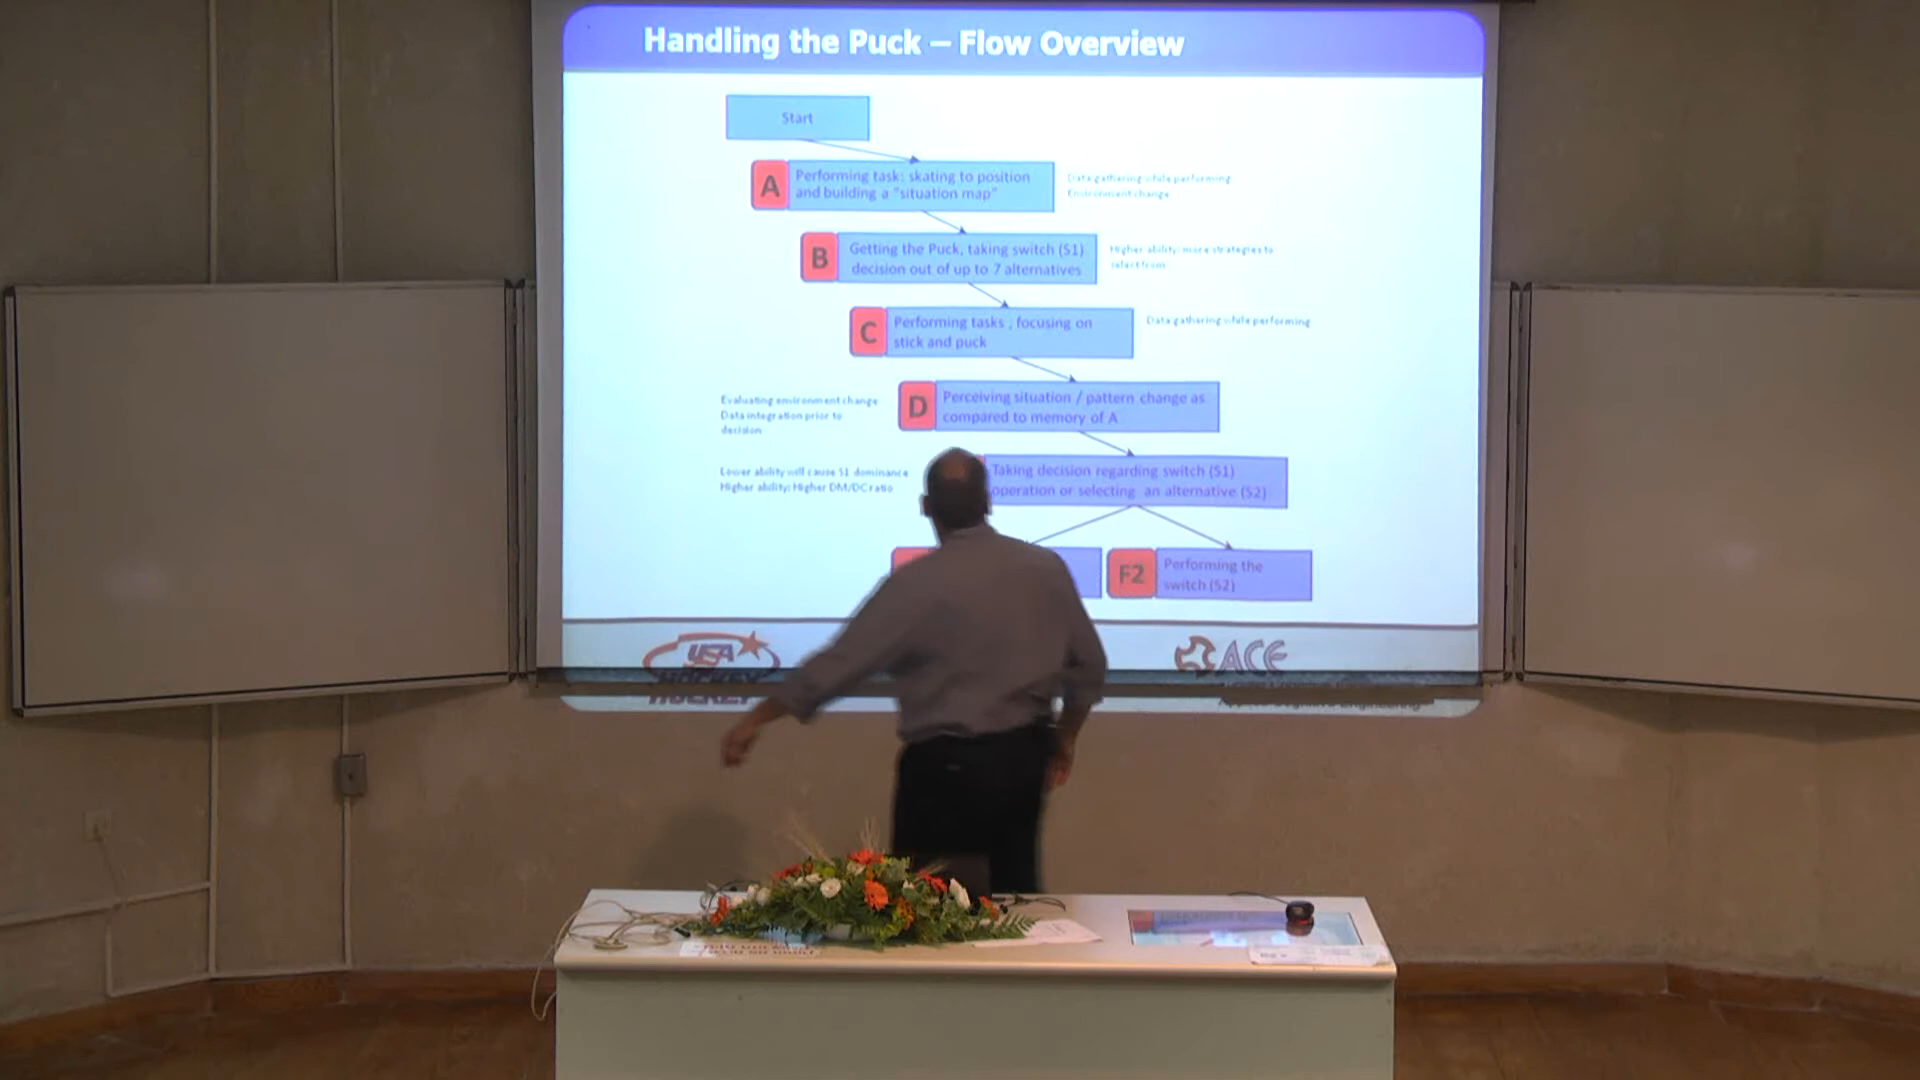 Handling the Puck – Flow Overview
Start
A
Performing task: skating to position
and building a "situation map"
Data gathering while performing
Environment change
B
Getting the Puck, taking switch (S1)
decision out of up to 7 alternatives
Higher ability: more strategies to
select from
C
Performing tasks , focusing on
stick and puck
Data gathering while performing
D
Perceiving situation / pattern change as
compared to memory of A
Evaluating environment change
Data integration prior to
decision
Taking decision regarding switch (S1)
operation or selecting an alternative (S2)
Lower ability will cause S1 dominance
Higher ability: Higher DM/DC ratio
F2
Performing the
switch (S2)
USA
HOCKEY
ACE
Engineering